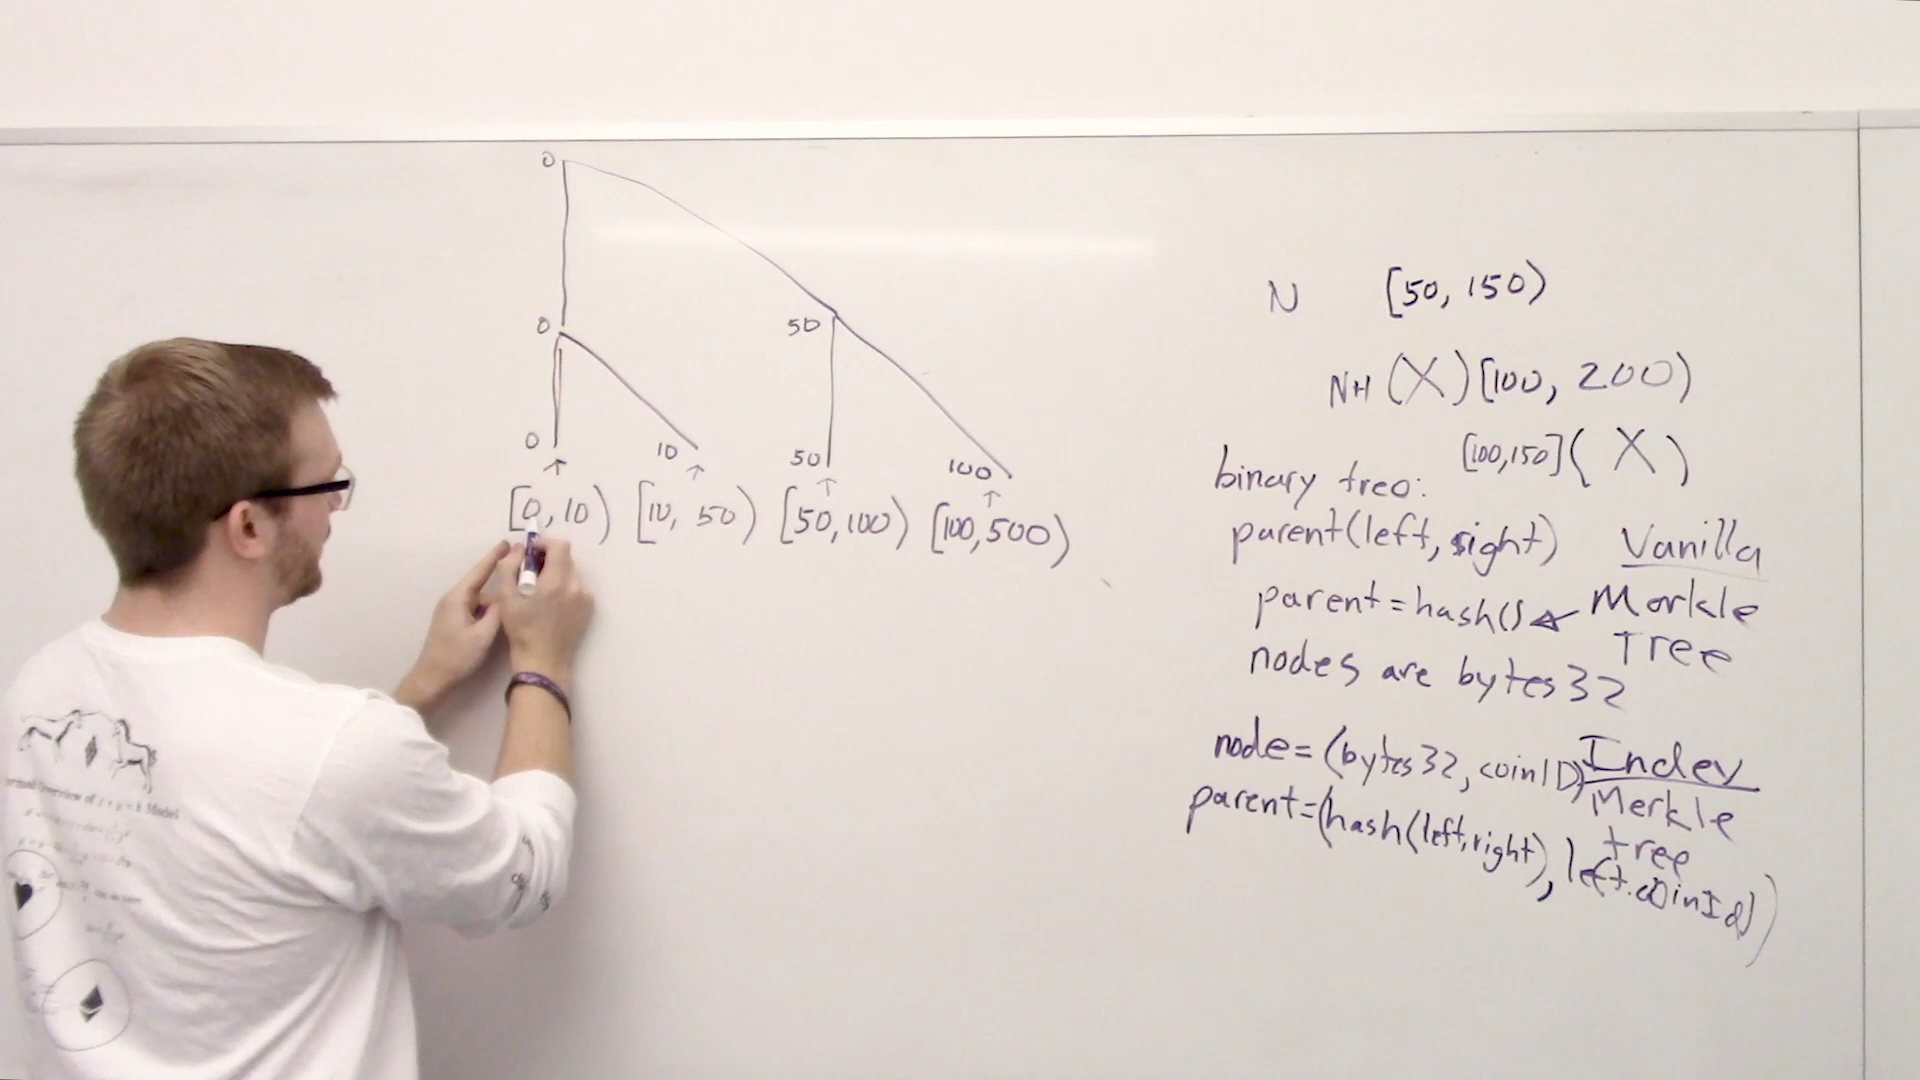 0
0
50
0
10
50
100
[0,10) [10, 50) [50,100) [100,500)
N [50, 150)
NH (X) [100, 200)
[100,150] ( X )
binary tree:
parent(left, right)
Vanilla
Merkle
Tree
parent = hash()
nodes are bytes32
node = (bytes32, coinID)
Index
Merkle
tree
parent = (hash(left, right), left.coinId)